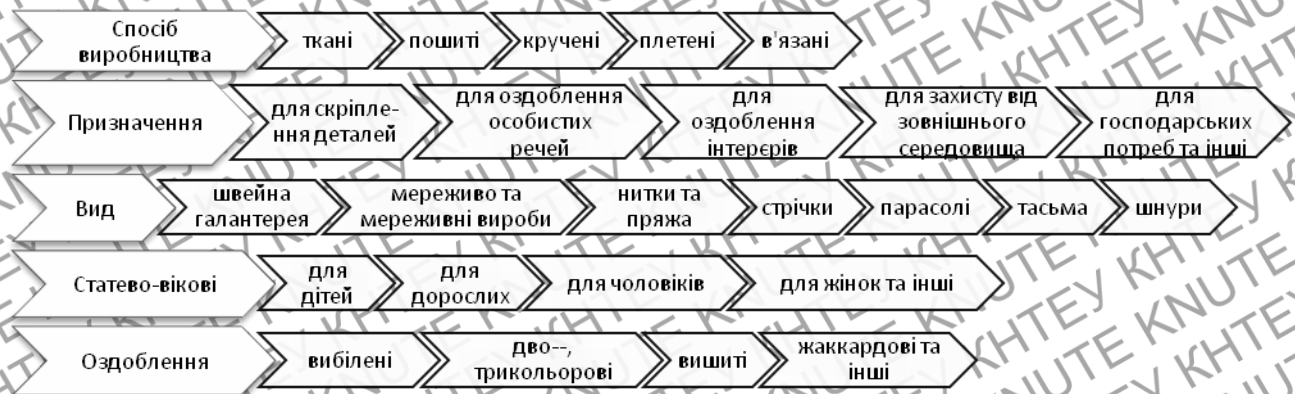 Спосіб
виробництва
ткані
пошиті
кручені
плетені
в'язані
Призначення
для скріпле-
ння деталей
для оздоблення
особистих
речей
для
оздоблення
інтерєрів
для захисту від
зовнішнього
середовища
для
господарських
потреб та інші
Вид
швейна
галантерея
мереживо та
мереживні вироби
нитки та
пряжа
стрічки
парасолі
тасьма
шнури
Статево-вікові
для
дітей
для
дорослих
для чоловіків
для жінок та інші
Оздоблення
вибілені
дво--,
трикольорові
вишиті
жаккардові та
інші